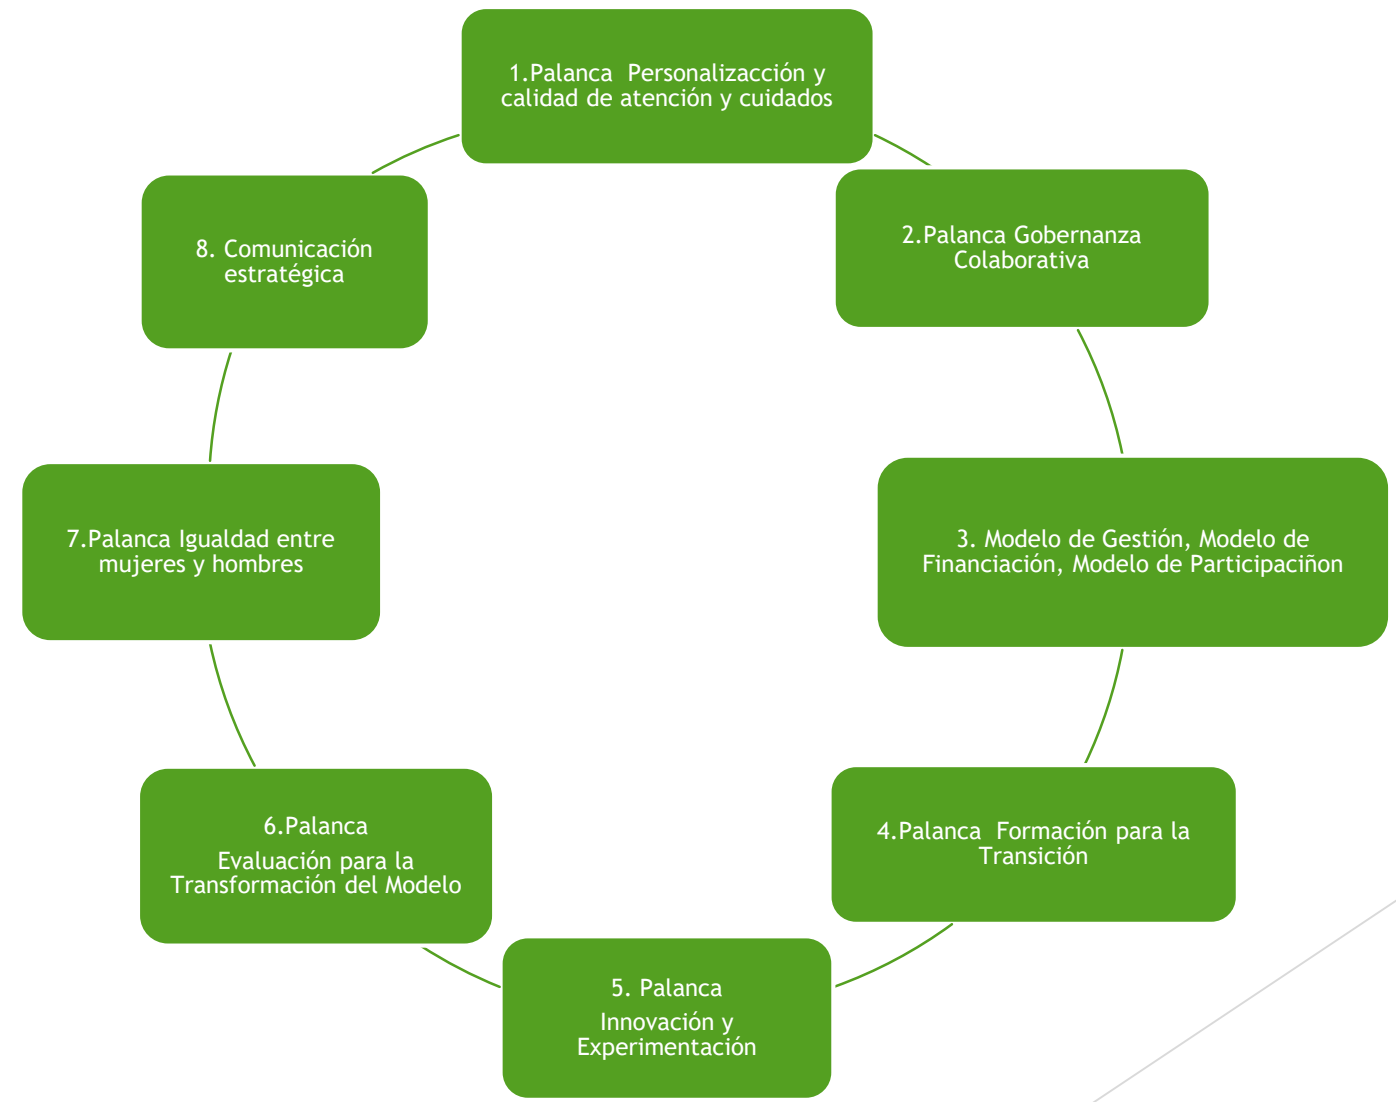 1.Palanca  Personalizacción y
calidad de atención y cuidados
2.Palanca Gobernanza
Colaborativa
3. Modelo de Gestión, Modelo de
Financiación, Modelo de Participaciñon
4.Palanca  Formación para la
Transición
5. Palanca
Innovación y
Experimentación
6.Palanca
Evaluación para la
Transformación del Modelo
7.Palanca Igualdad entre
mujeres y hombres
8. Comunicación
estratégica